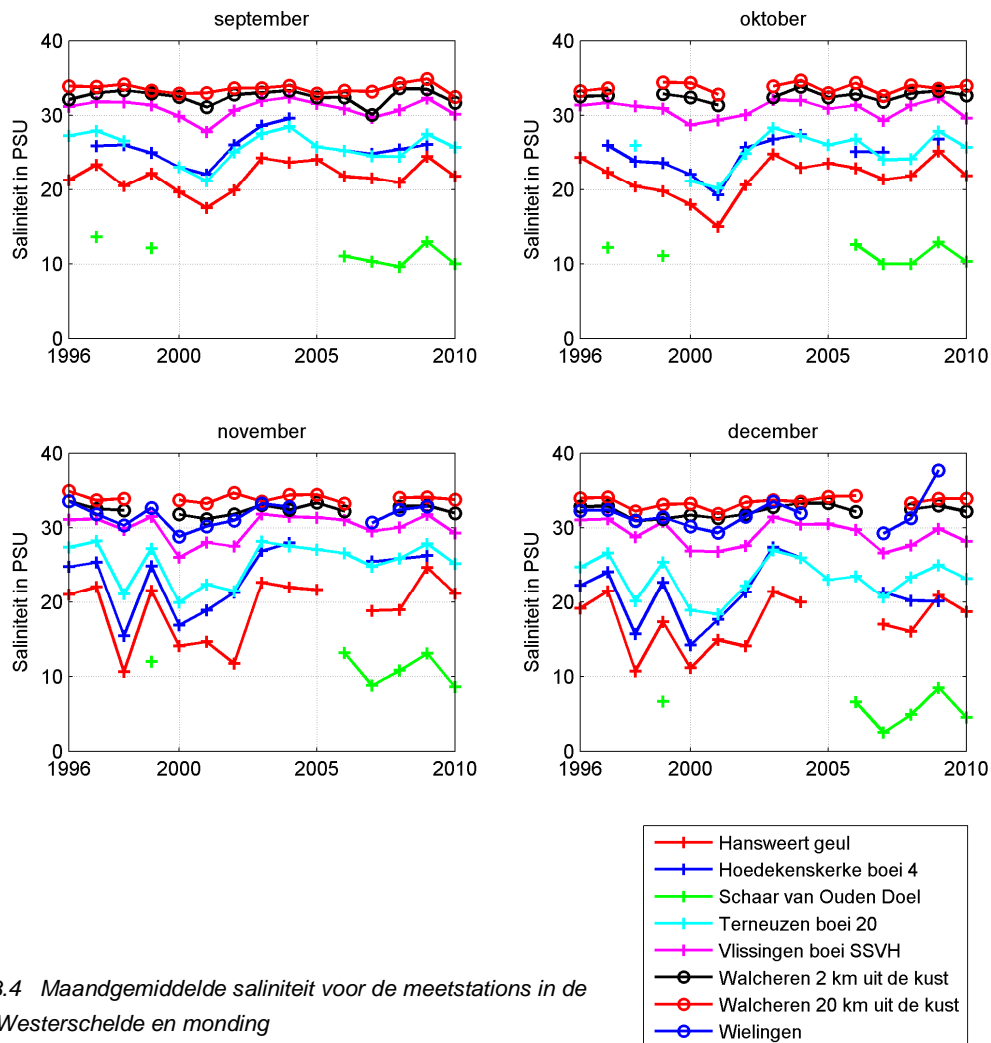 september
oktober
Saliniteit in PSU
40
30
20
10
0
1996
2000
2005
2010
Saliniteit in PSU
40
30
20
10
0
1996
2000
2005
2010
november
december
Saliniteit in PSU
40
30
20
10
0
1996
2000
2005
2010
Saliniteit in PSU
40
30
20
10
0
1996
2000
2005
2010
Hansweert geul
Hoedekenskerke boei 4
Schaar van Ouden Doel
Terneuzen boei 20
Vlissingen boei SSVH
Walcheren 2 km uit de kust
Walcheren 20 km uit de kust
Wielingen
.4 Maandgemiddelde saliniteit voor de meetstations in de
Westerschelde en monding